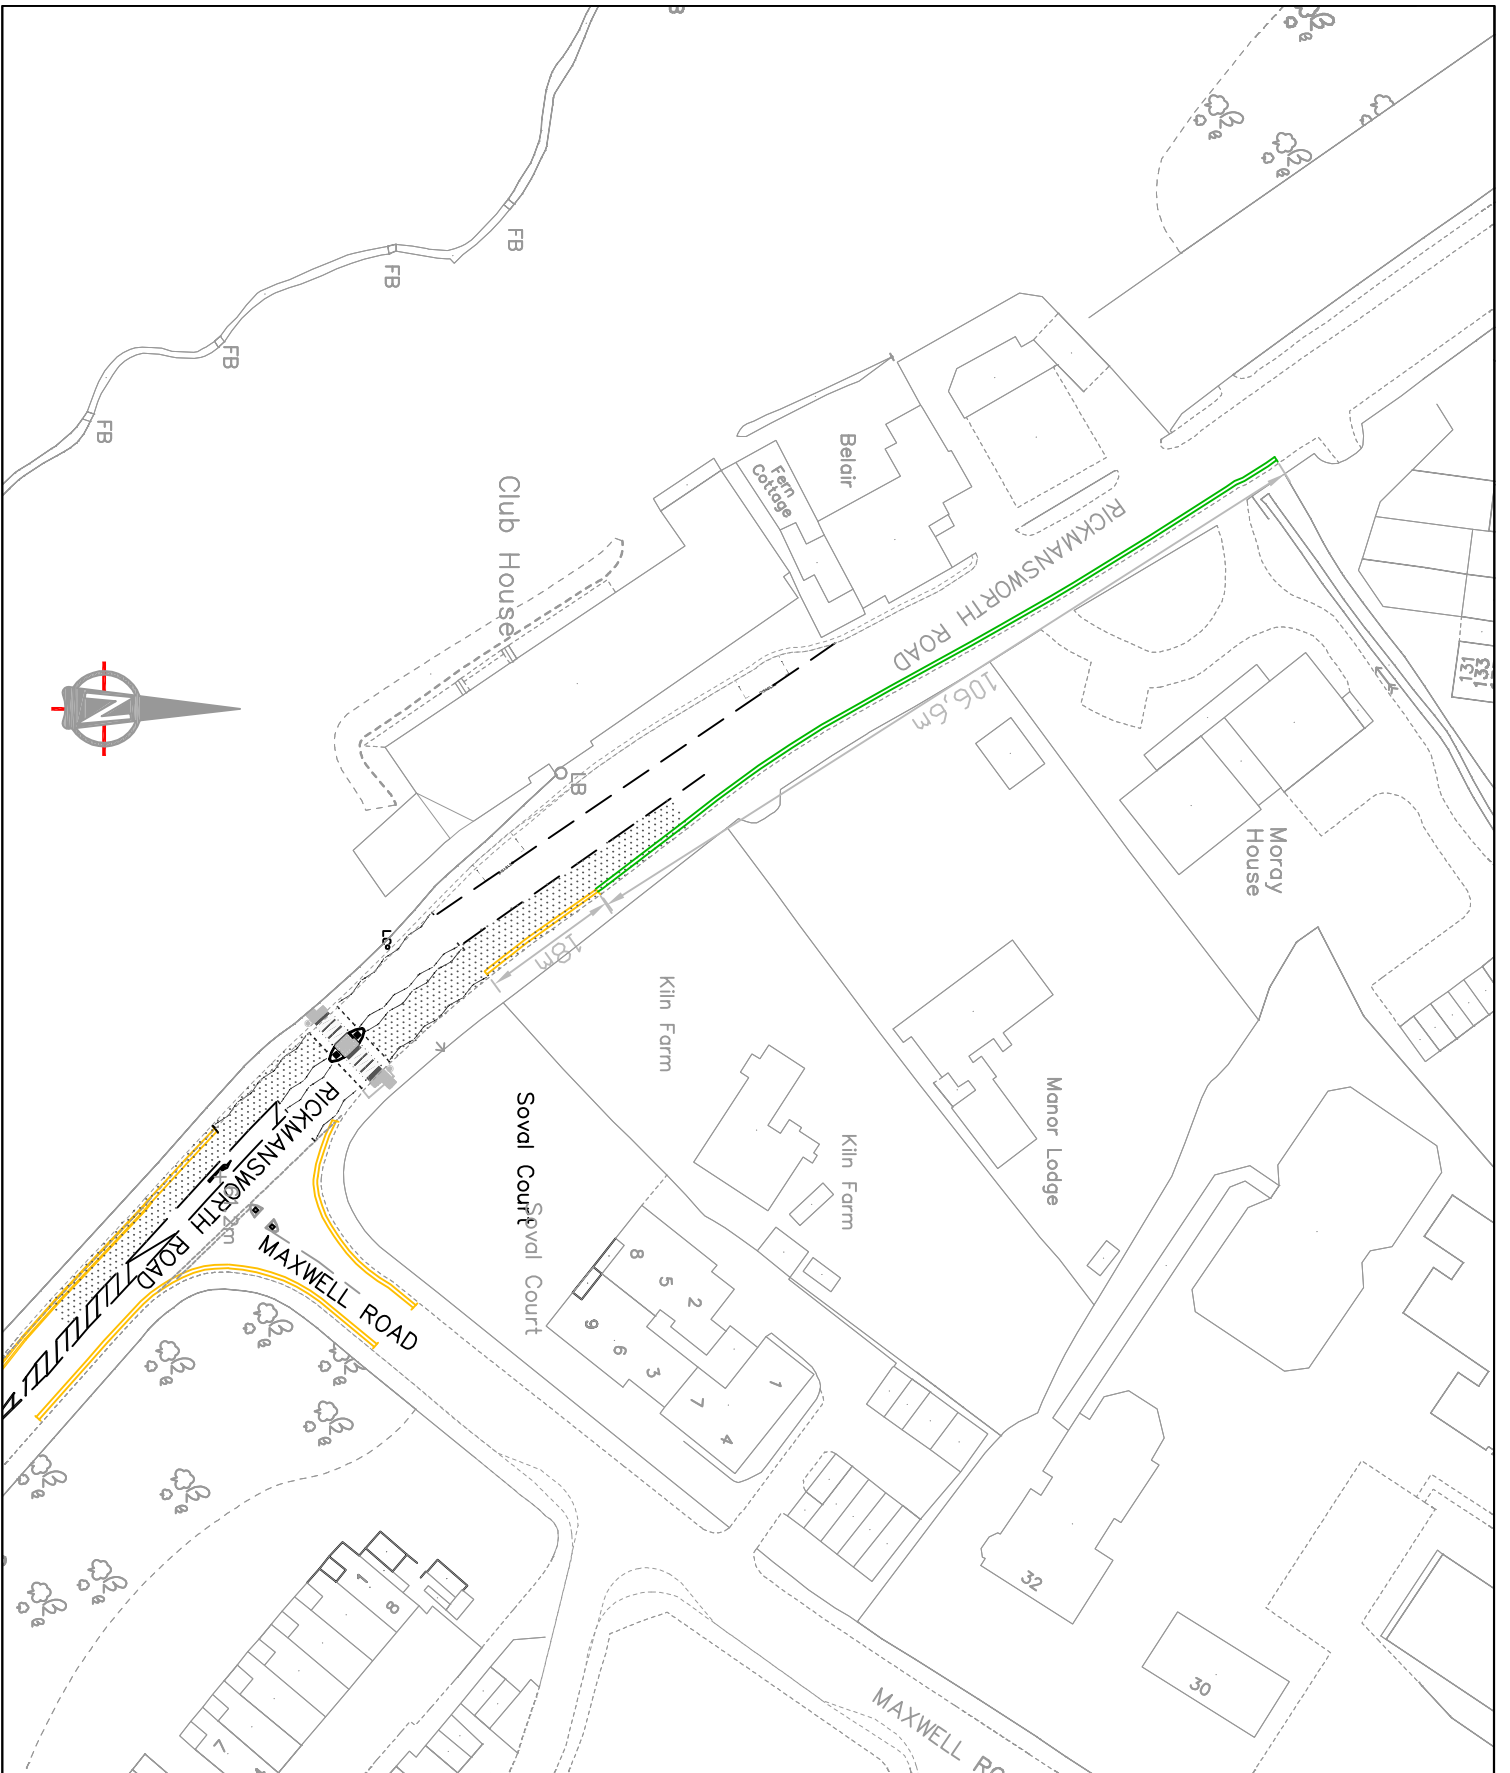 B
FB
FB
FB
FB
Belair
Fern
Cottage
Club House
RICKMANSWORTH ROAD
106,6m
131
133
N
LB
Moray
House
18m
Kiln Farm
Manor Lodge
Kiln Farm
Soval Court
Soval Court
RICKMANSWORTH ROAD
MAXWELL ROAD
8
5
2
9
6
3
7
1
4
32
30
1
8
7
MAXWELL RO